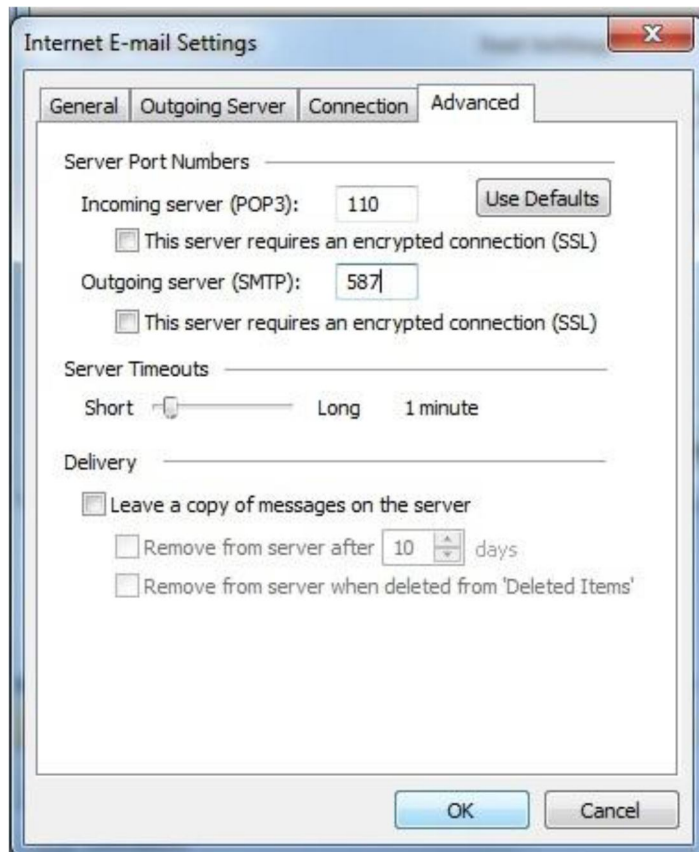 Internet E-mail Settings
General Outgoing Server Connection Advanced
Server Port Numbers
Incoming server (POP3): 110 Use Defaults
This server requires an encrypted connection (SSL)
Outgoing server (SMTP): 587
This server requires an encrypted connection (SSL)
Server Timeouts
Short Long 1 minute
Delivery
Leave a copy of messages on the server
Remove from server after 10 days
Remove from server when deleted from 'Deleted Items'
OK Cancel